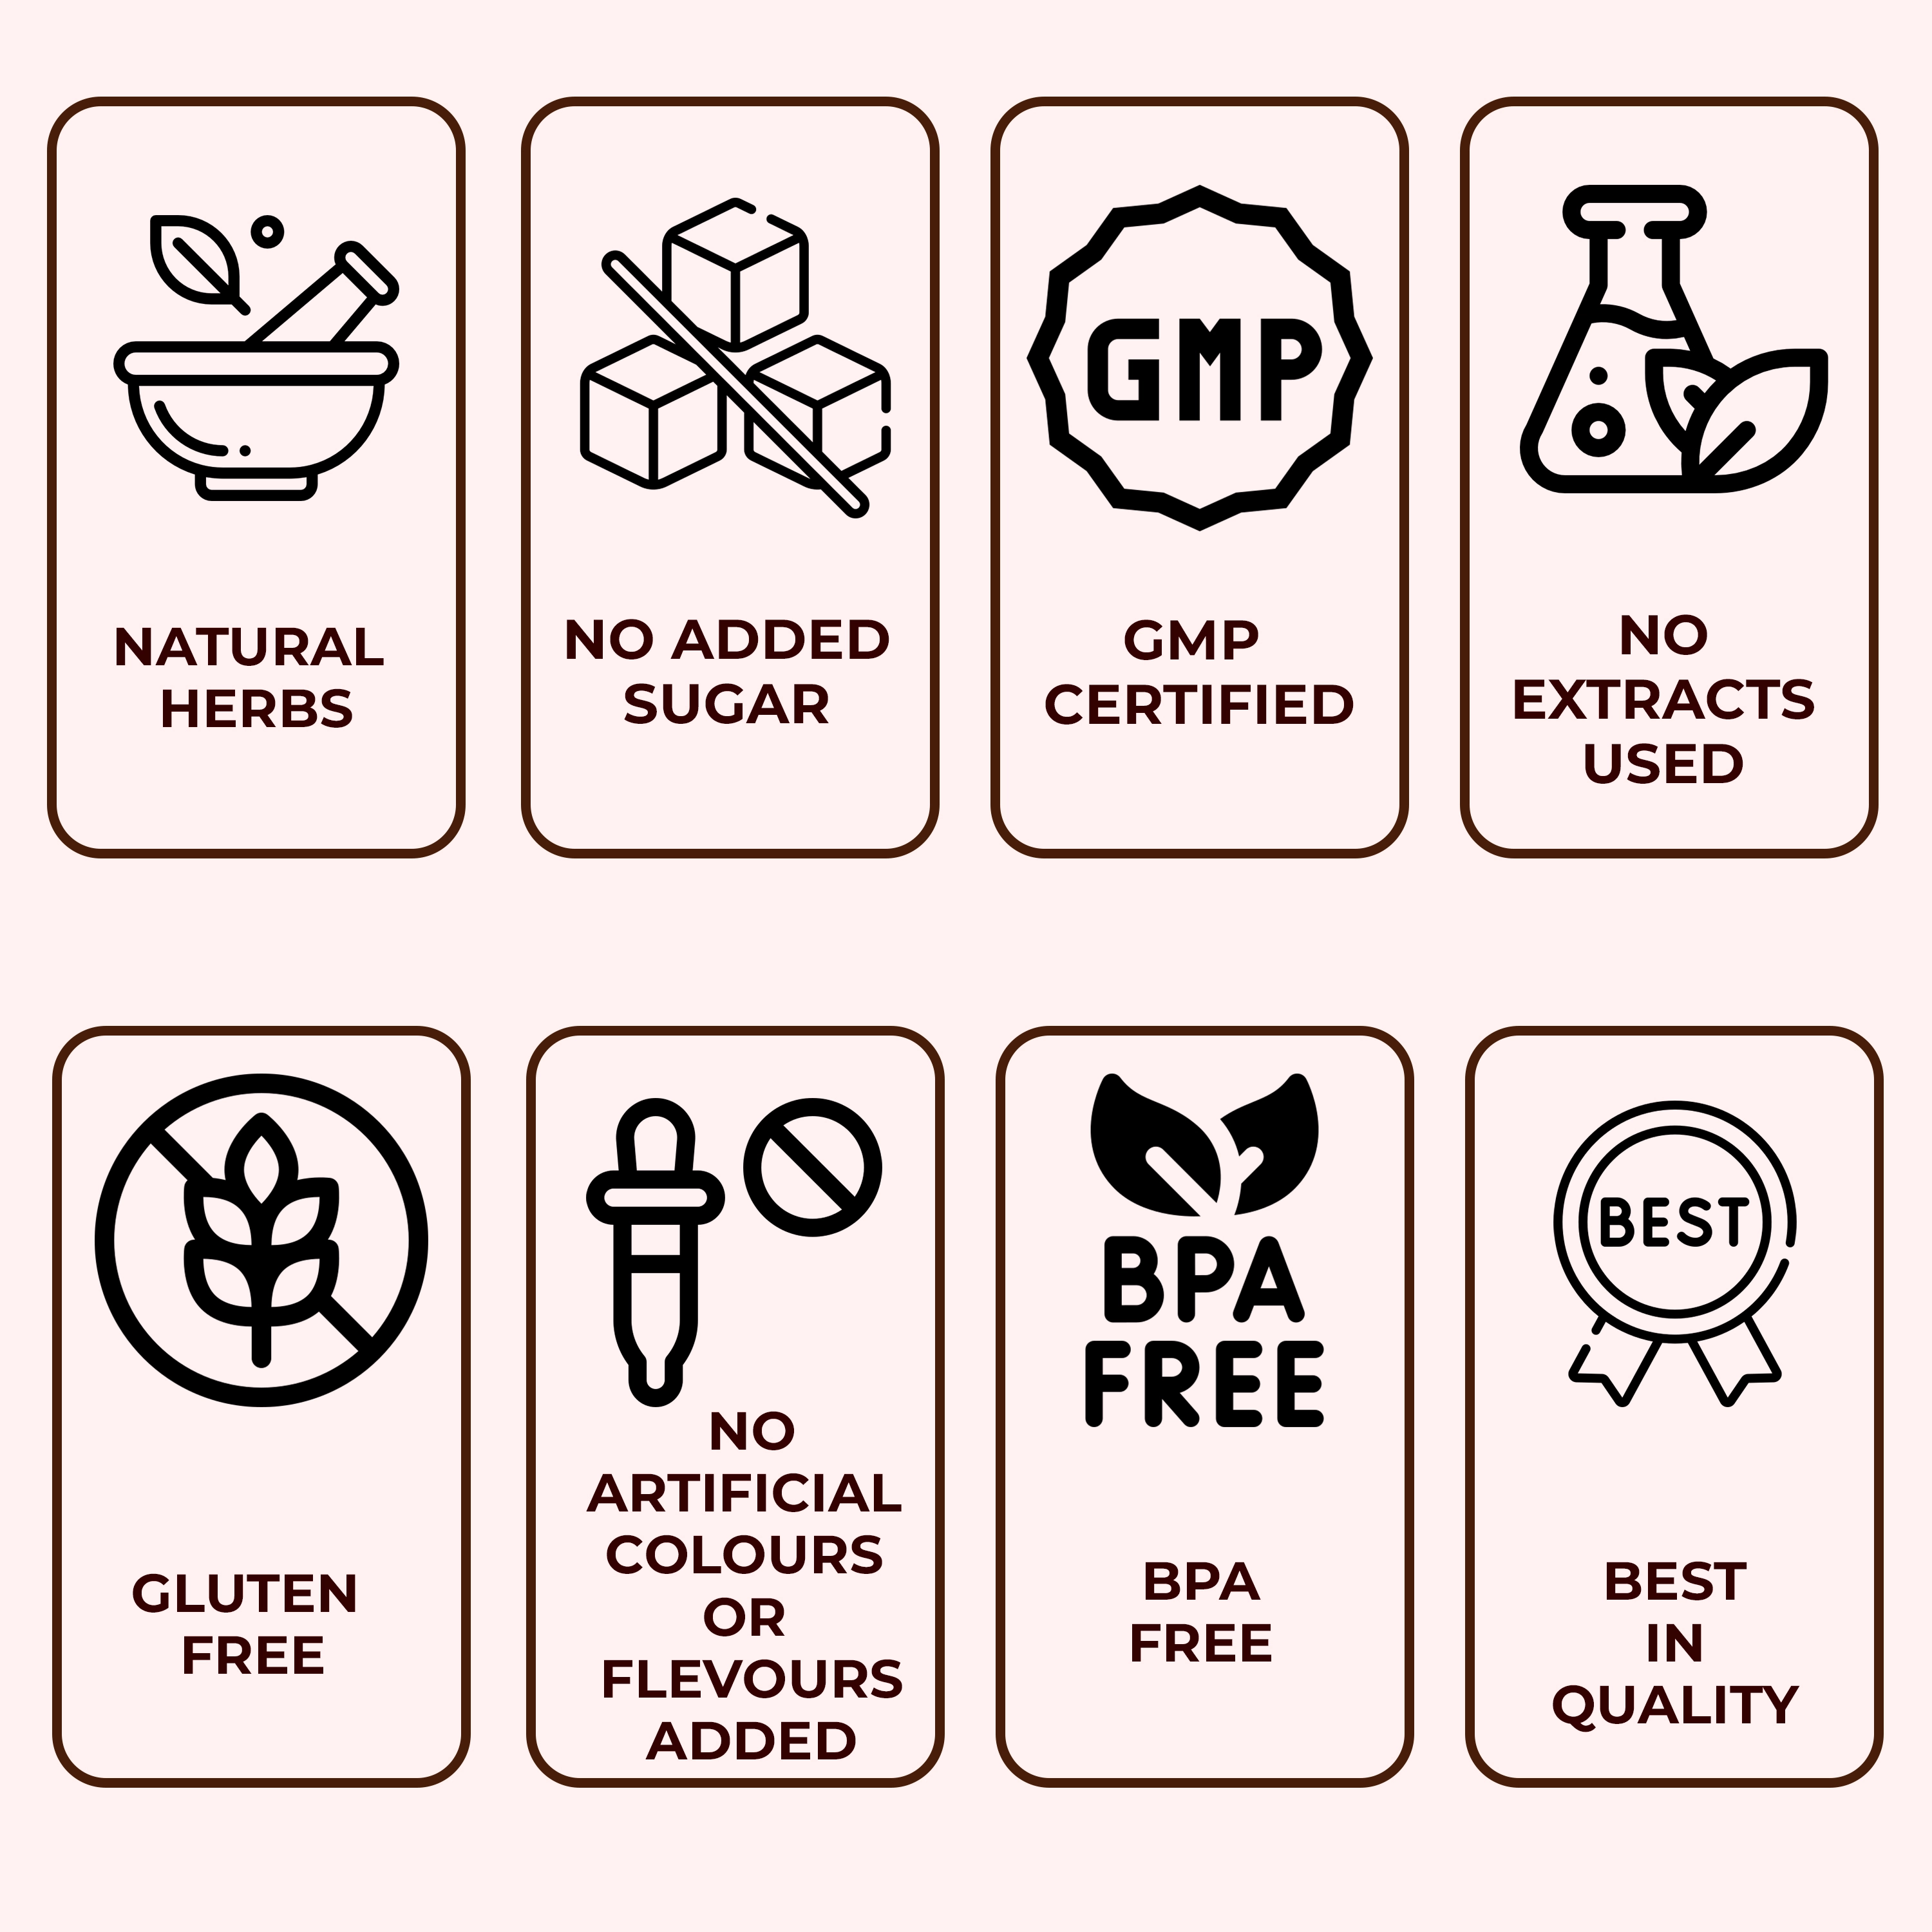 NATURAL
HERBS
NO ADDED
SUGAR
GMP
GMP
CERTIFIED
NO
EXTRACTS
USED
GLUTEN
FREE
NO
ARTIFICIAL
COLOURS
OR
FLEVOURS
ADDED
BPA
FREE
BPA
FREE
BEST
BEST
IN
QUALITY